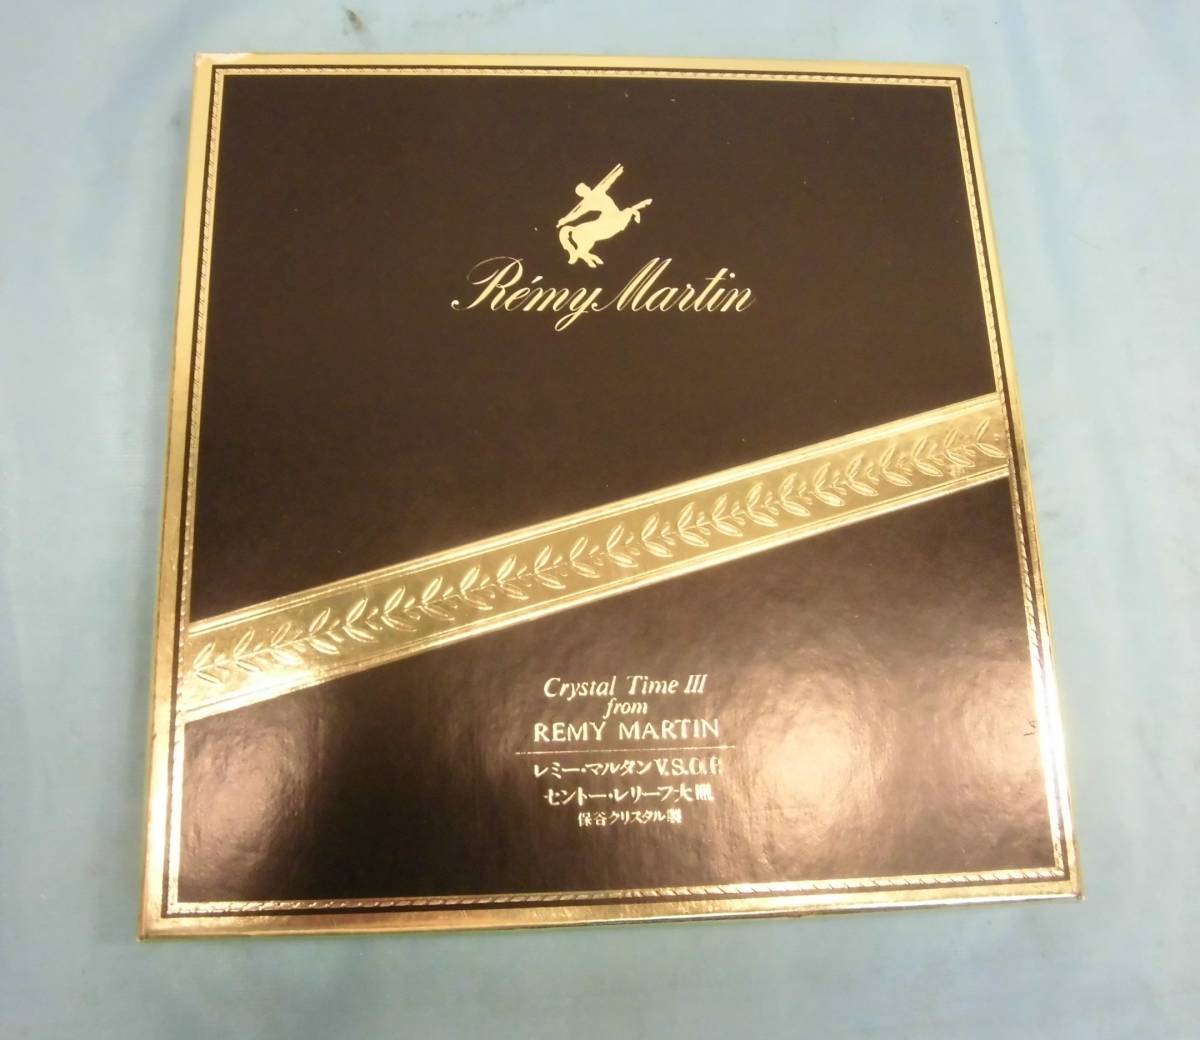 Rémy Martin
Crystal Time III
from
REMY MARTIN
レミー・マルタンV.S.O.P.
セントー・レリーフ大皿
保谷クリスタル製